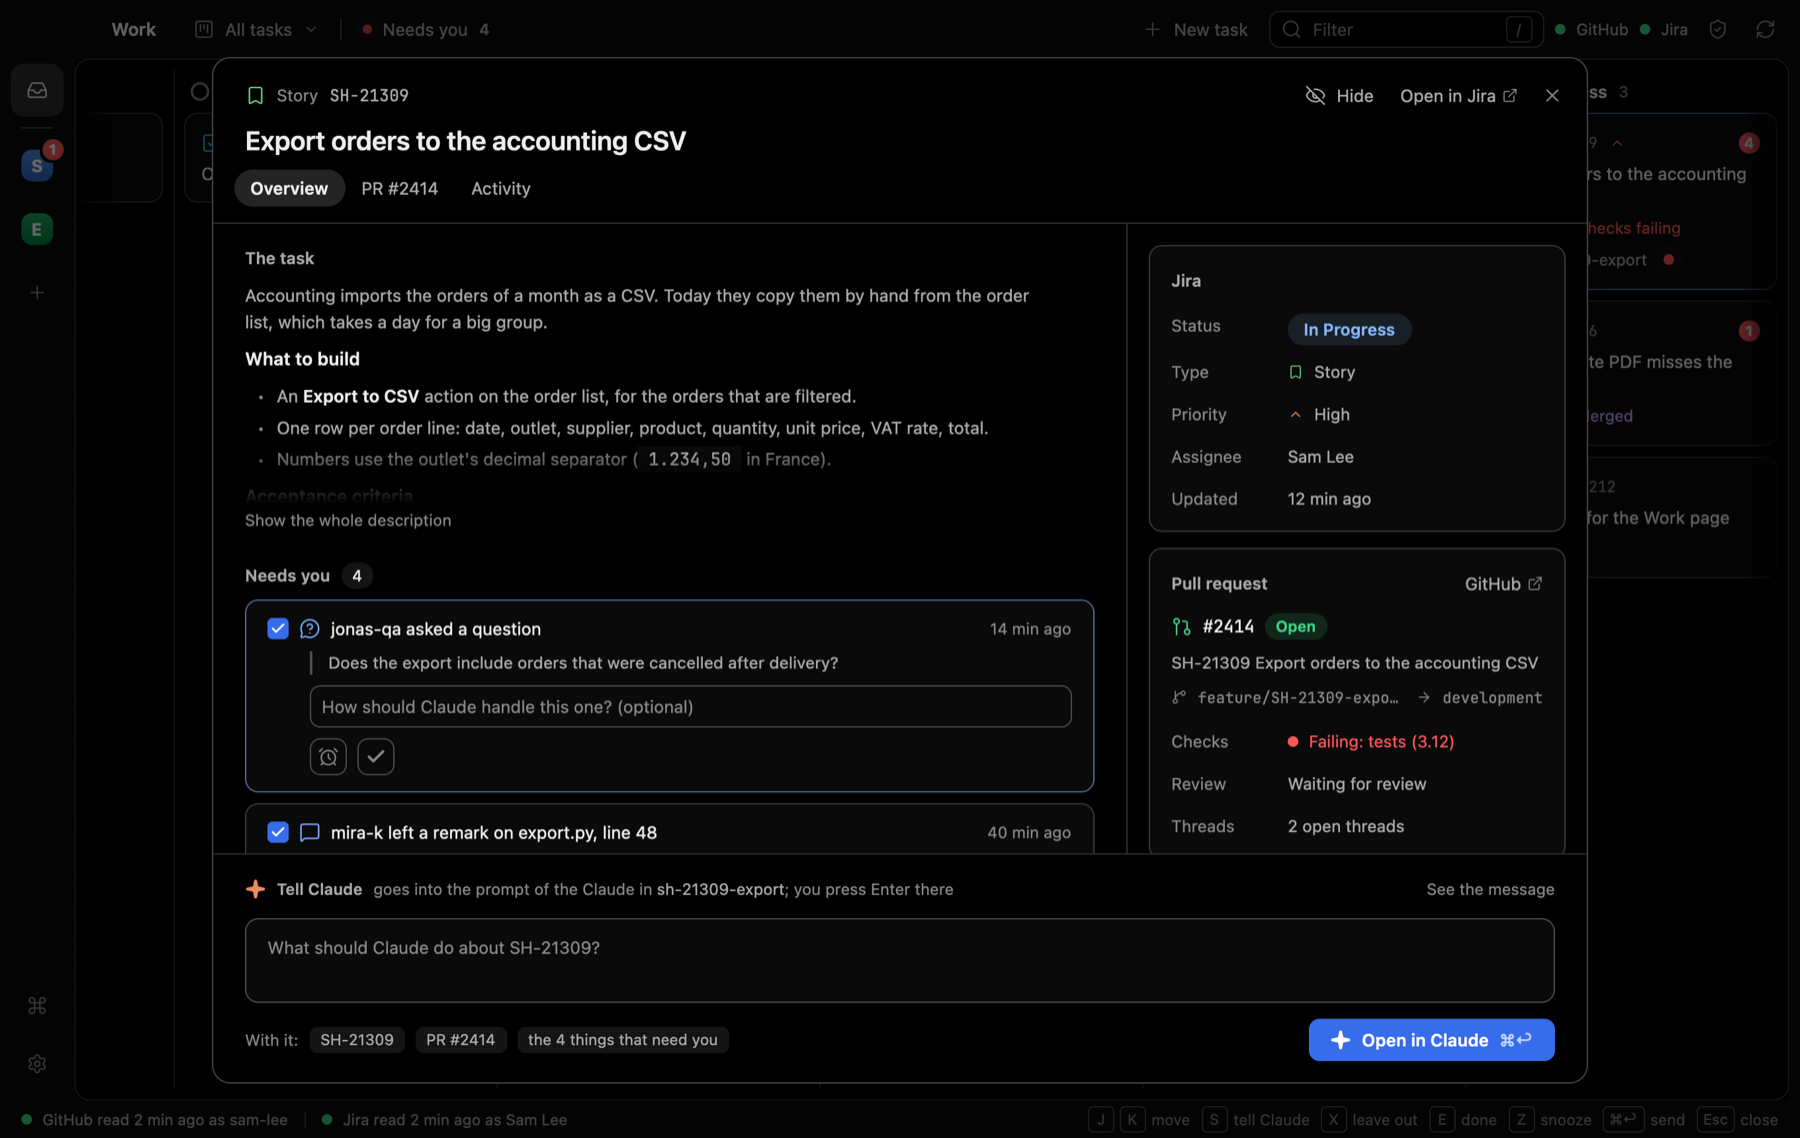 Work
All tasks
Needs you 4
New task
Filter
/
GitHub
Jira
S
1
E
Story SH-21309
Hide
Open in Jira
Export orders to the accounting CSV
Overview
PR #2414
Activity
The task
Accounting imports the orders of a month as a CSV. Today they copy them by hand from the order
list, which takes a day for a big group.
What to build
• An Export to CSV action on the order list, for the orders that are filtered.
• One row per order line: date, outlet, supplier, product, quantity, unit price, VAT rate, total.
• Numbers use the outlet's decimal separator ( 1.234,50 in France).
Acceptance criteria
Show the whole description
Needs you 4
jonas-qa asked a question
14 min ago
Does the export include orders that were cancelled after delivery?
How should Claude handle this one? (optional)
mira-k left a remark on export.py, line 48
40 min ago
Jira
Status In Progress
Type Story
Priority High
Assignee Sam Lee
Updated 12 min ago
Pull request
GitHub
#2414 Open
SH-21309 Export orders to the accounting CSV
feature/SH-21309-expo… → development
Checks Failing: tests (3.12)
Review Waiting for review
Threads 2 open threads
ss 3
9
4
rs to the accounting
hecks failing
-export
6
1
te PDF misses the
erged
212
for the Work page
Tell Claude goes into the prompt of the Claude in sh-21309-export; you press Enter there
See the message
What should Claude do about SH-21309?
With it: SH-21309 PR #2414 the 4 things that need you
Open in Claude ⌘↩
GitHub read 2 min ago as sam-lee
Jira read 2 min ago as Sam Lee
J K move S tell Claude X leave out E done Z snooze ⌘↩ send Esc close